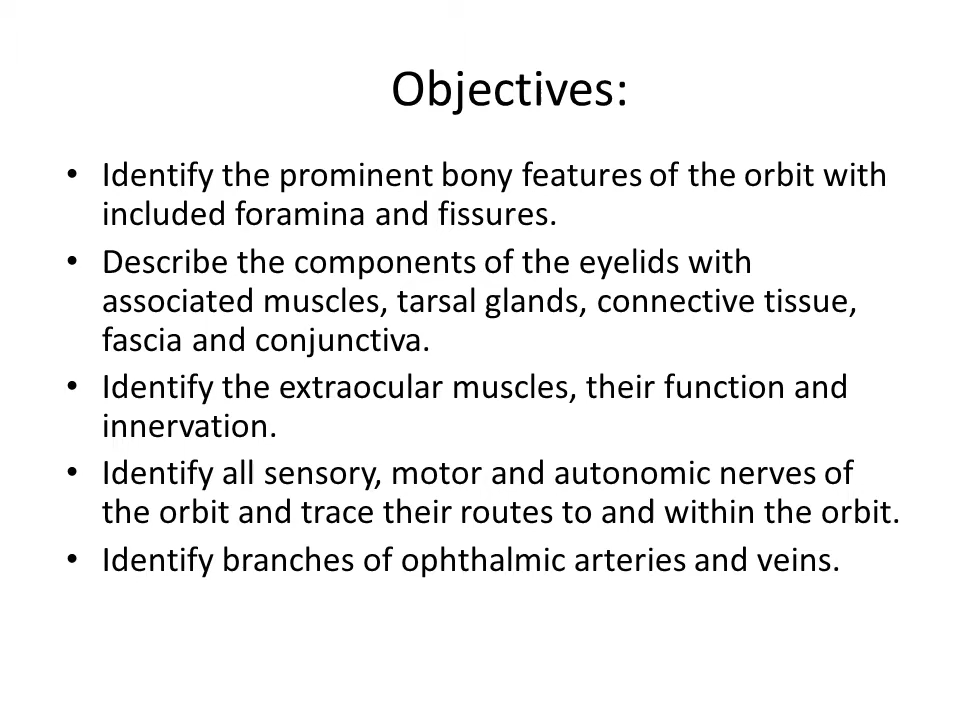 Objectives:
• Identify the prominent bony features of the orbit with
included foramina and fissures.
• Describe the components of the eyelids with
associated muscles, tarsal glands, connective tissue,
fascia and conjunctiva.
• Identify the extraocular muscles, their function and
innervation.
• Identify all sensory, motor and autonomic nerves of
the orbit and trace their routes to and within the orbit.
• Identify branches of ophthalmic arteries and veins.